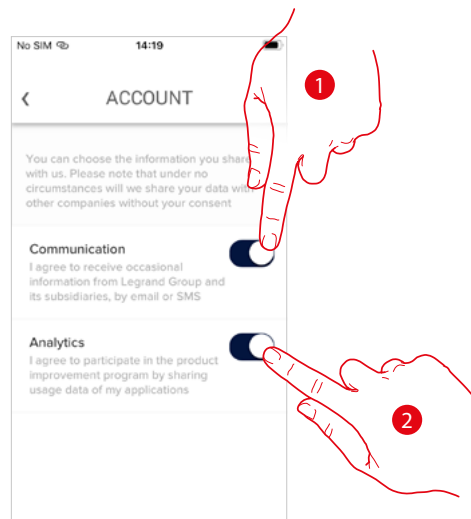 No SIM 14:19
ACCOUNT
1
You can choose the information you share
with us. Please note that under no
circumstances will we share your data with
other companies without your consent
Communication
I agree to receive occasional
information from Legrand Group and
its subsidiaries, by email or SMS
Analytics
I agree to participate in the product
improvement program by sharing
usage data of my applications
2